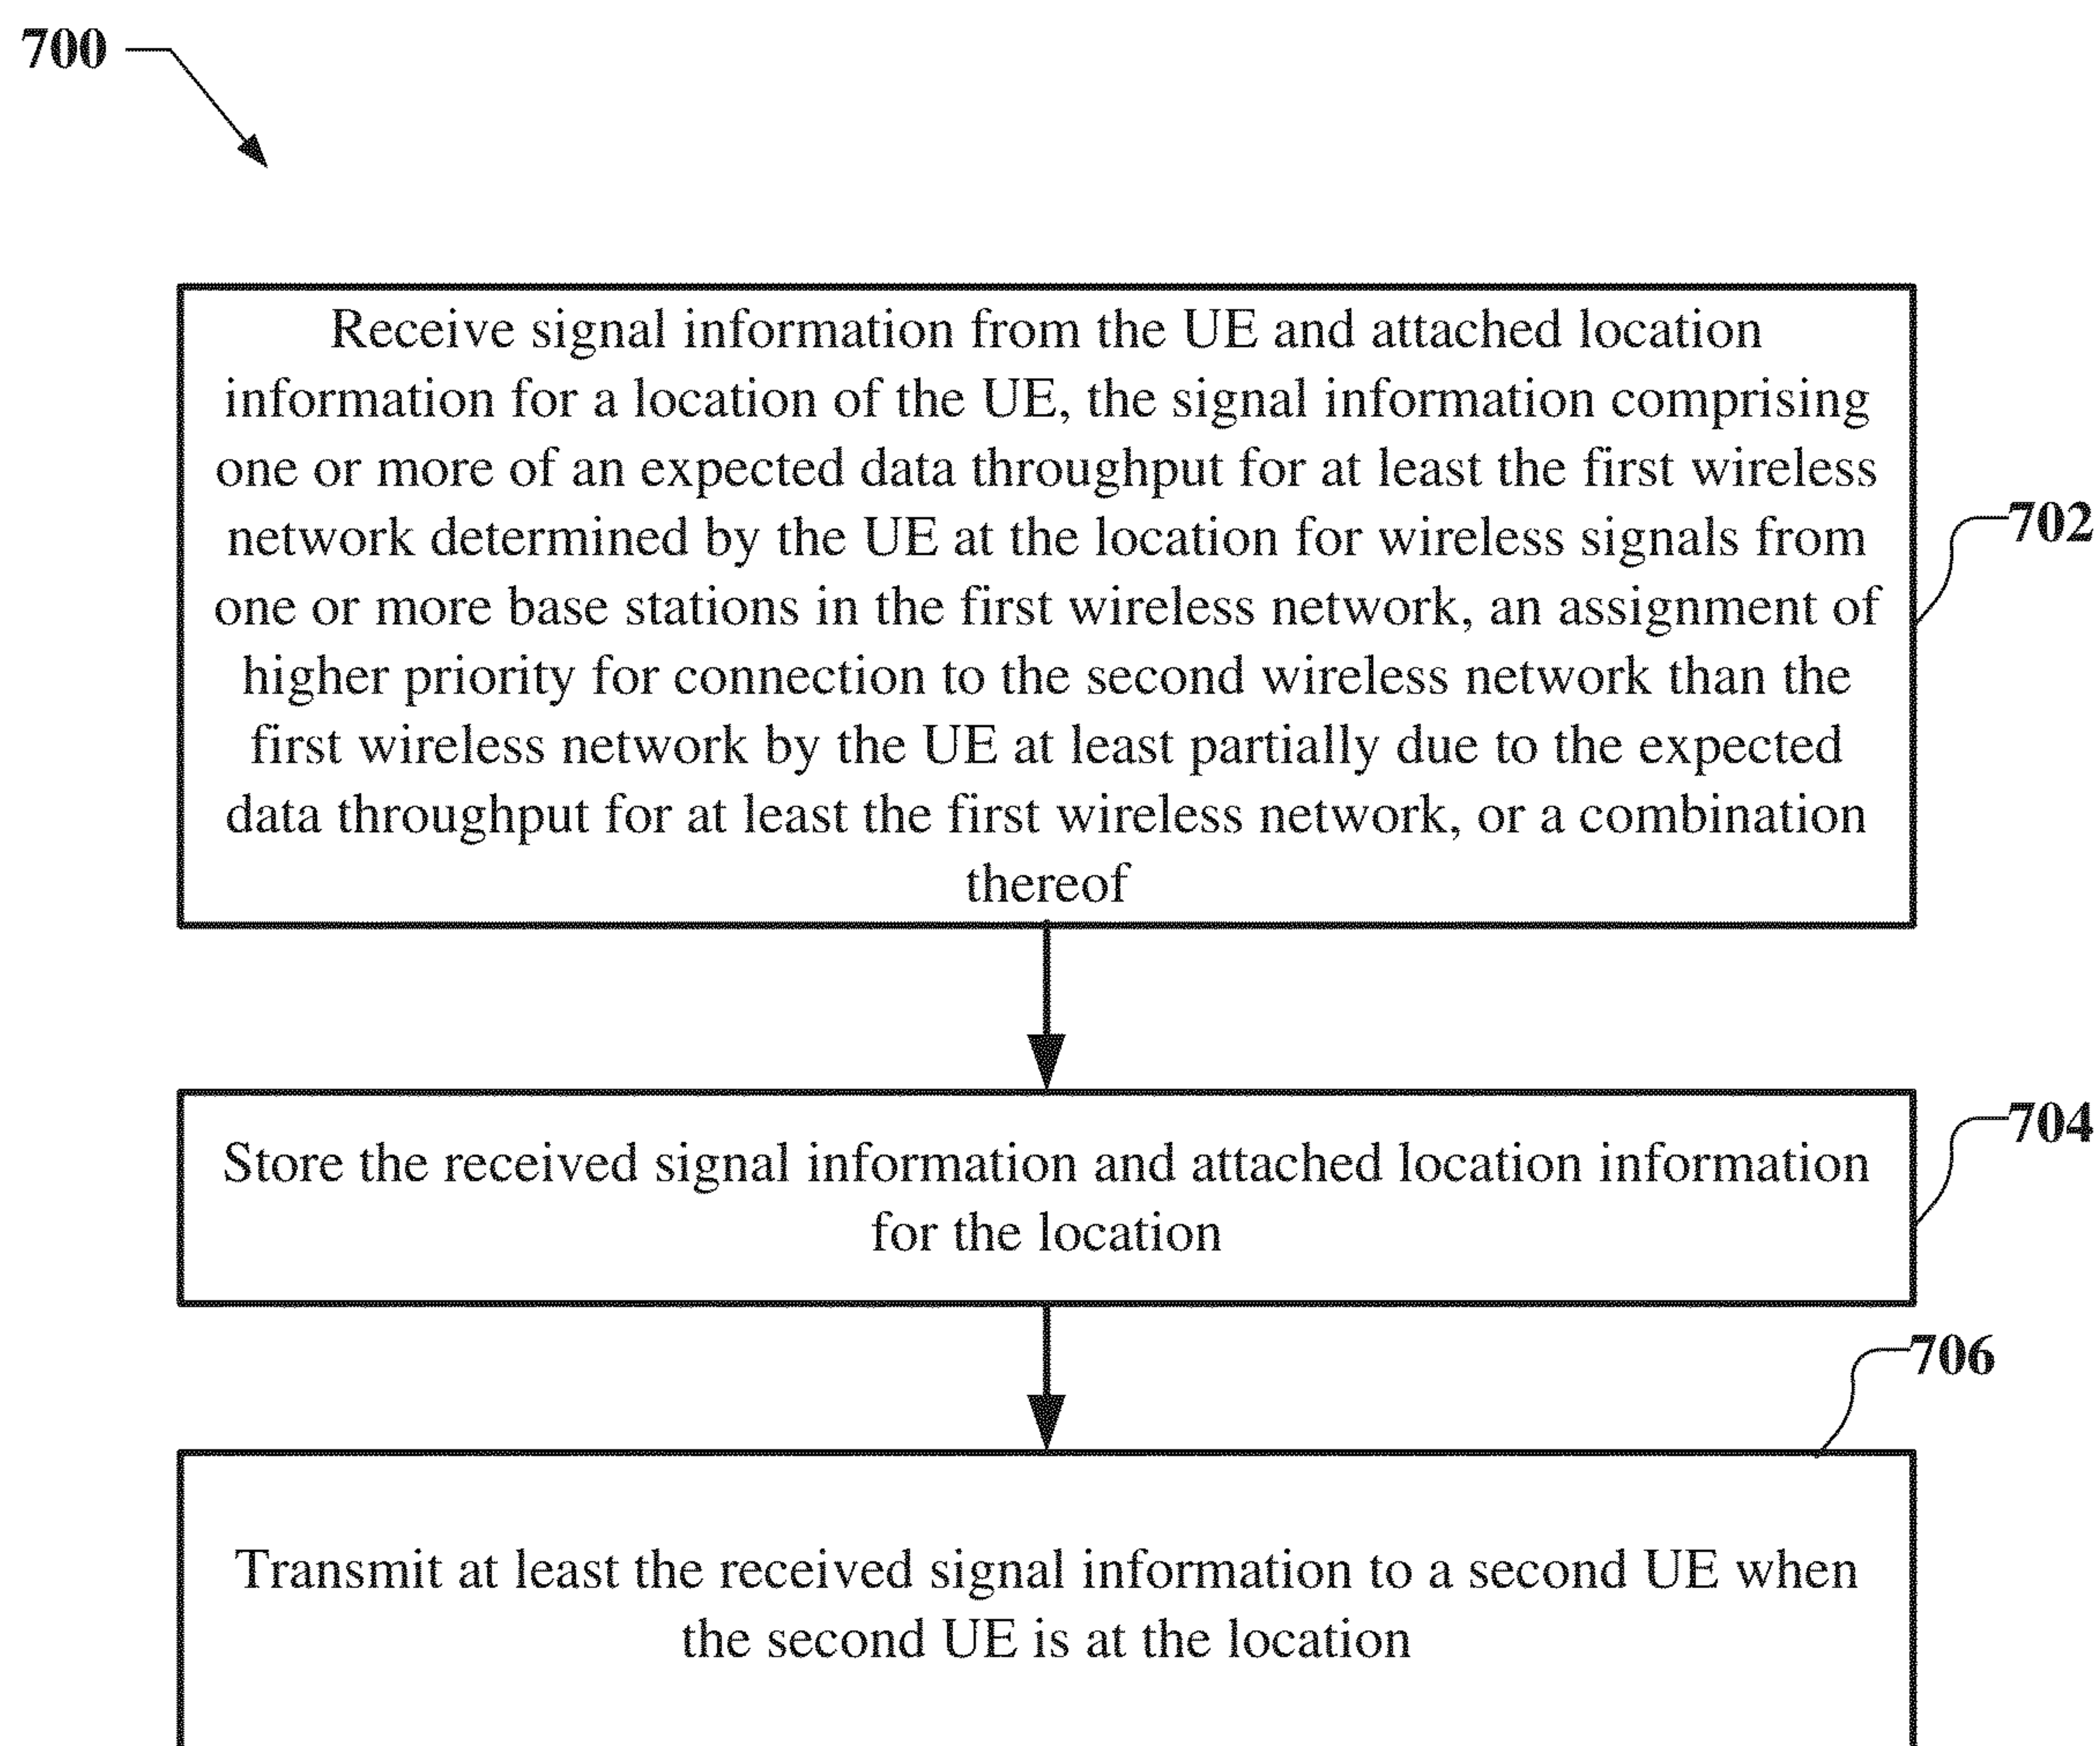 700
Receive signal information from the UE and attached location
information for a location of the UE, the signal information comprising
one or more of an expected data throughput for at least the first wireless
network determined by the UE at the location for wireless signals from
one or more base stations in the first wireless network, an assignment of
higher priority for connection to the second wireless network than the
first wireless network by the UE at least partially due to the expected
data throughput for at least the first wireless network, or a combination
thereof
702
Store the received signal information and attached location information
for the location
704
706
Transmit at least the received signal information to a second UE when
the second UE is at the location